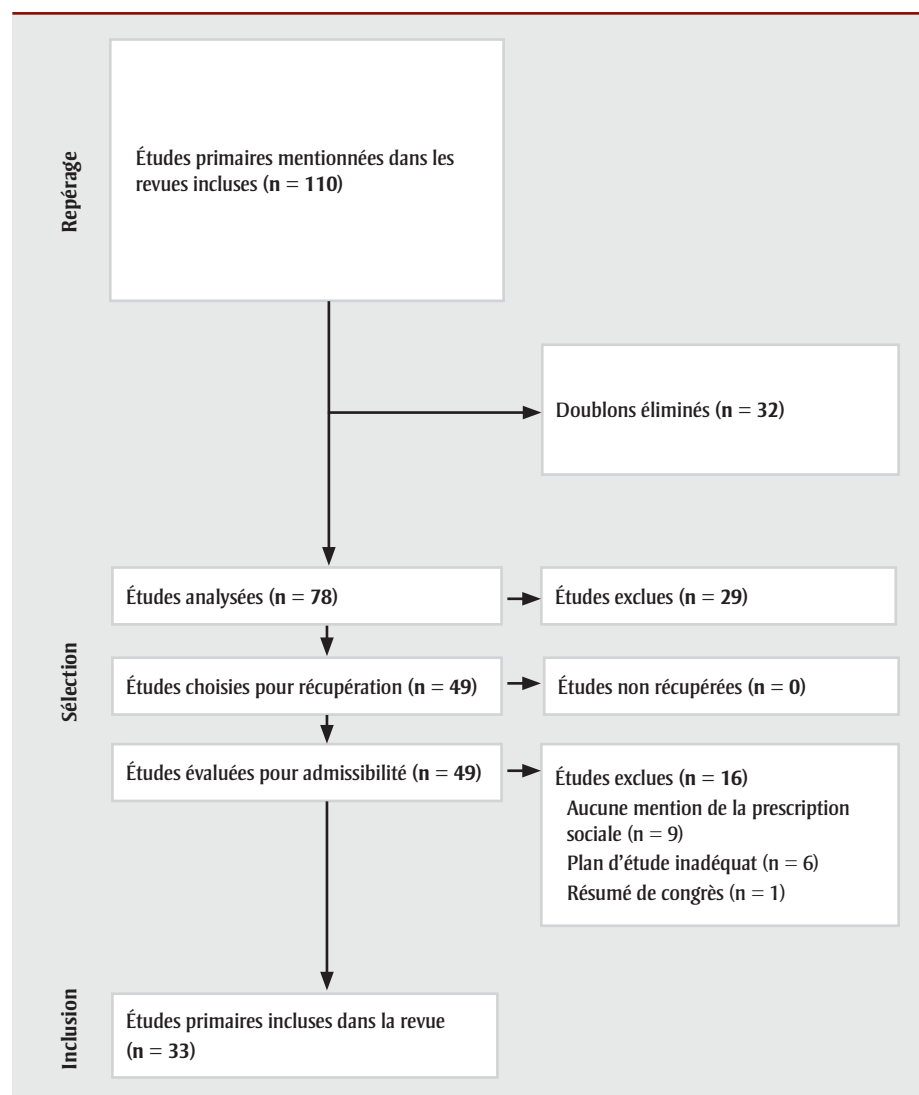 Repérage
Études primaires mentionnées dans les
revues incluses (n = 110)
Doublons éliminés (n = 32)
Sélection
Études analysées (n = 78)
Études exclues (n = 29)
Études choisies pour récupération (n = 49)
Études non récupérées (n = 0)
Études évaluées pour admissibilité (n = 49)
Études exclues (n = 16)
Aucune mention de la prescription
sociale (n = 9)
Plan d'étude inadéquat (n = 6)
Résumé de congrès (n = 1)
Inclusion
Études primaires incluses dans la revue
(n = 33)